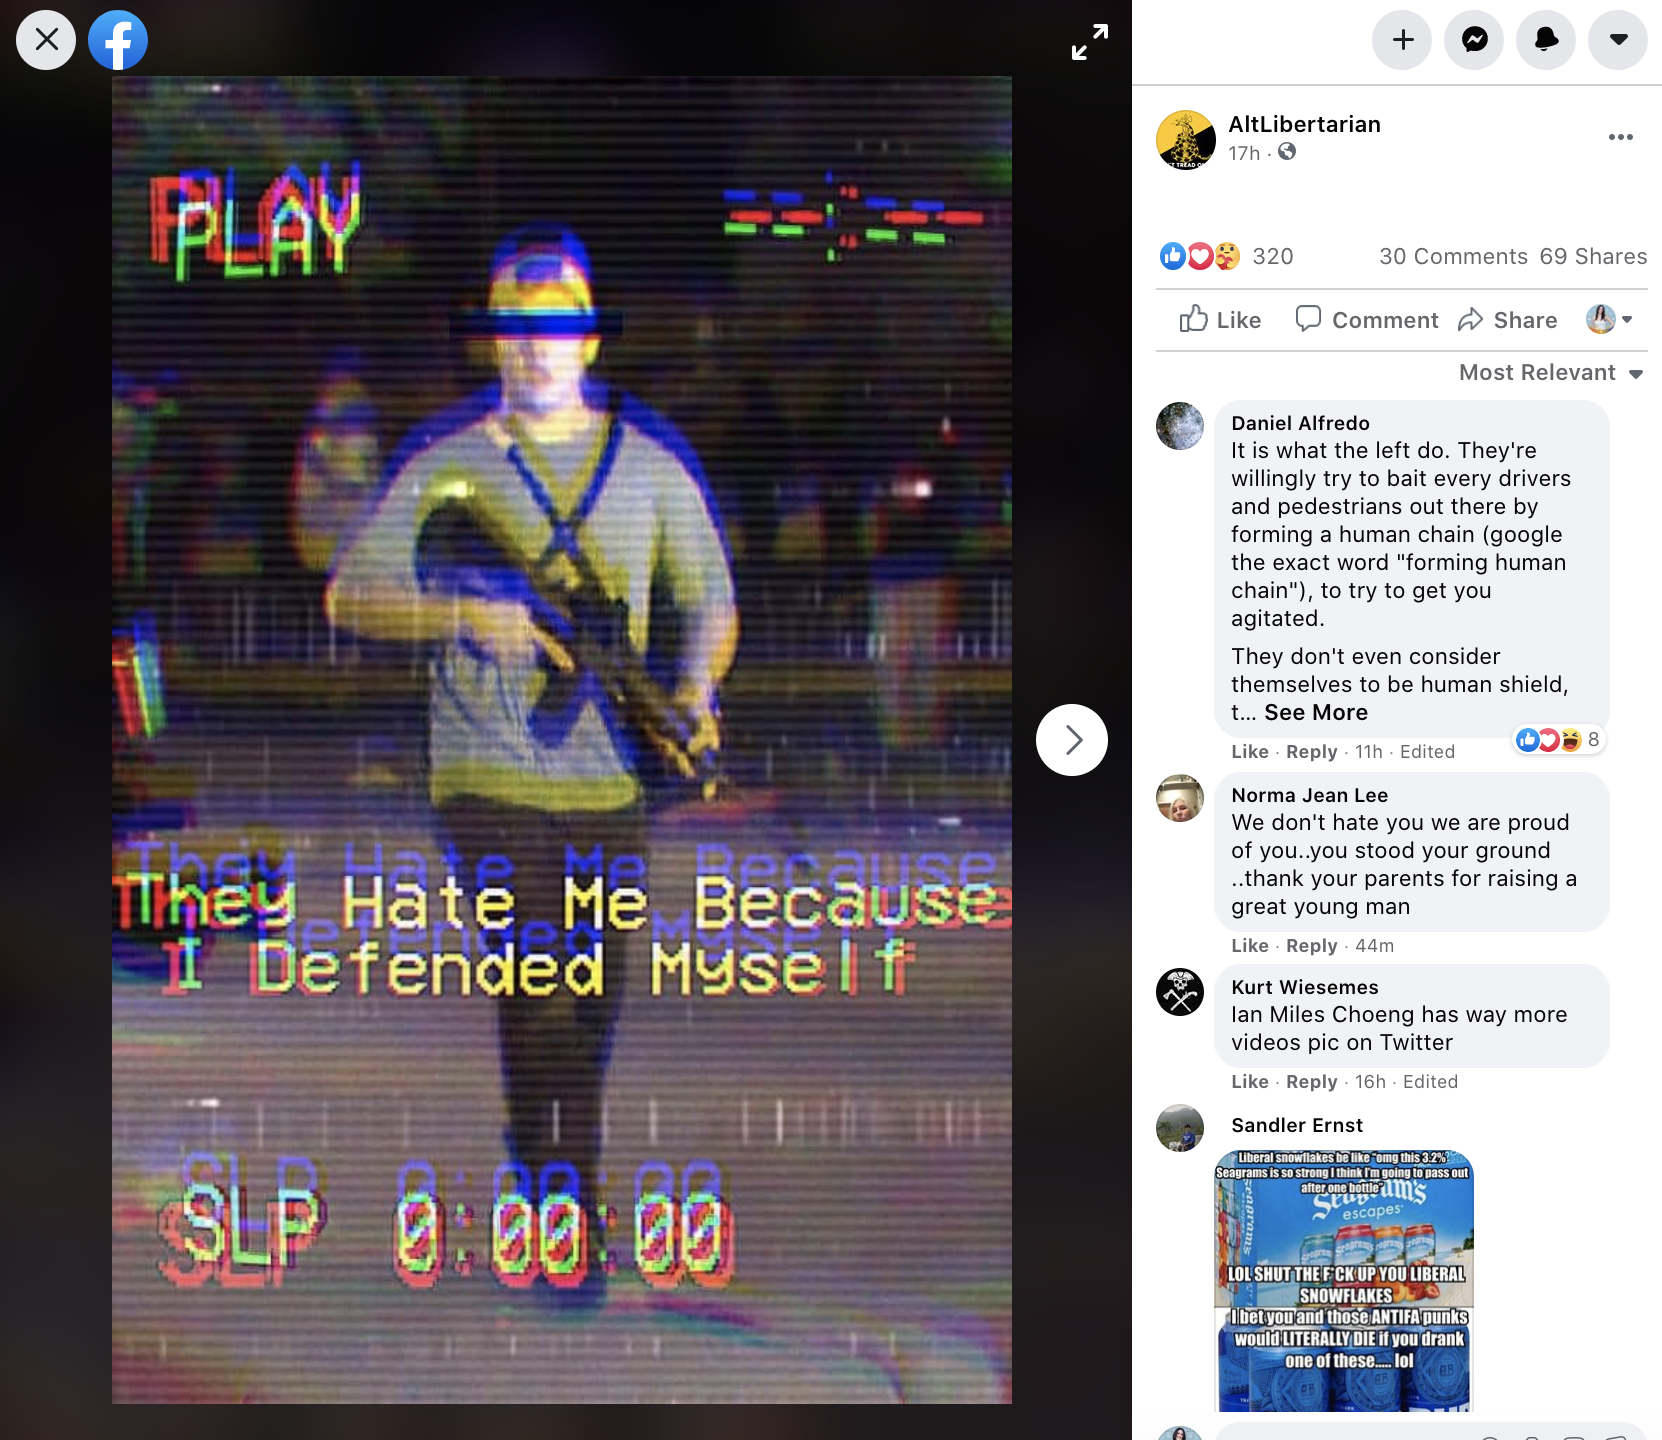 PLAY
-- -- : -- --
They Hate Me Because
I Defended Myself
SLP 0:00:00
AltLibertarian
17h ·
320
30 Comments 69 Shares
Like
Comment
Share
Most Relevant
Daniel Alfredo
It is what the left do. They're
willingly try to bait every drivers
and pedestrians out there by
forming a human chain (google
the exact word "forming human
chain"), to try to get you
agitated.
They don't even consider
themselves to be human shield,
t... See More
8
Like · Reply · 11h · Edited
Norma Jean Lee
We don't hate you we are proud
of you..you stood your ground
..thank your parents for raising a
great young man
Like · Reply · 44m
Kurt Wiesemes
Ian Miles Choeng has way more
videos pic on Twitter
Like · Reply · 16h · Edited
Sandler Ernst
Liberal snowflakes be like "omg this 3.2%
Seagrams is so strong I think I'm going to pass out
after one bottle"
Seagram's
escapes
LOL SHUT THE F*CK UP YOU LIBERAL
SNOWFLAKES
I bet you and those ANTIFA punks
would LITERALLY DIE if you drank
one of these..... lol